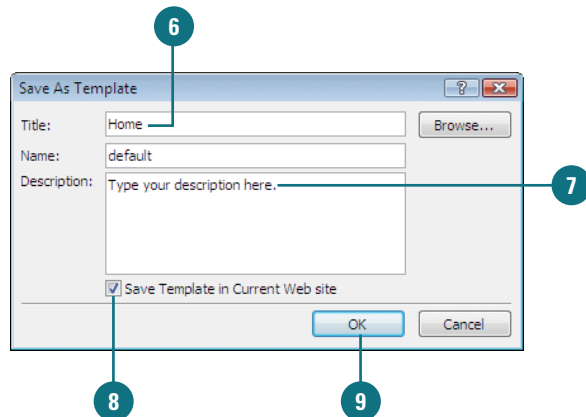 6
Save As Template
Title:
Home
Browse...
Name:
default
Description:
Type your description here.
7
Save Template in Current Web site
OK
Cancel
8
9